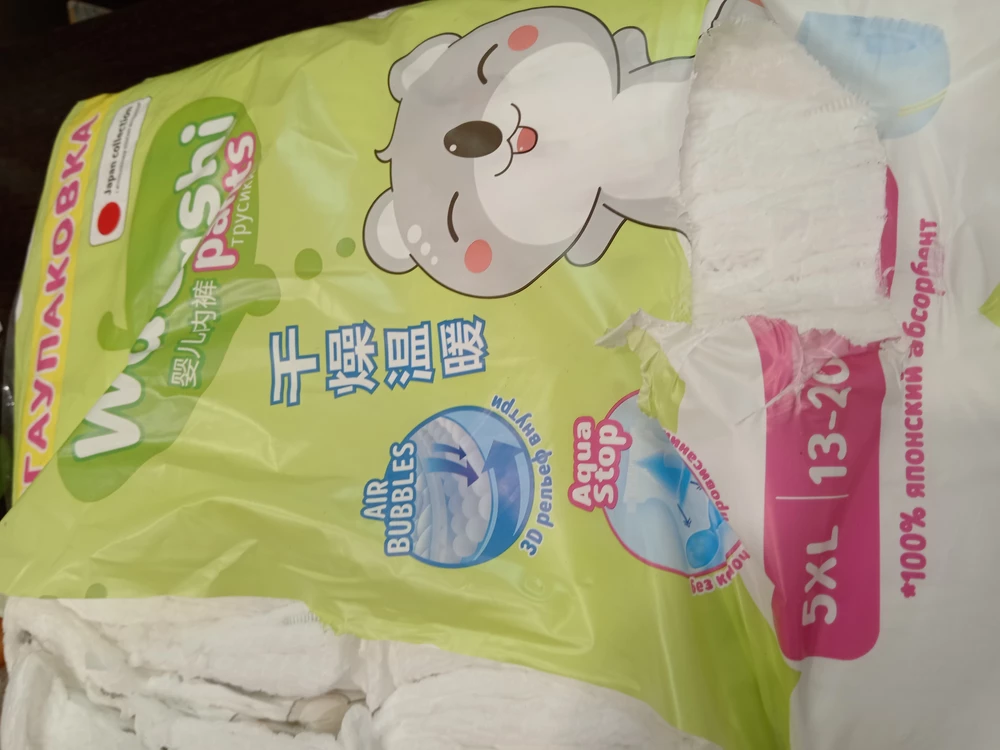 ГАУПАКОВКА
Japan collection
pants
трусики
婴儿内裤
干燥温暖
AIR
BUBBLES
3D рельеф внутри
Aqua
Stop
без
5XL | 13-20
*100% японский абсорбент